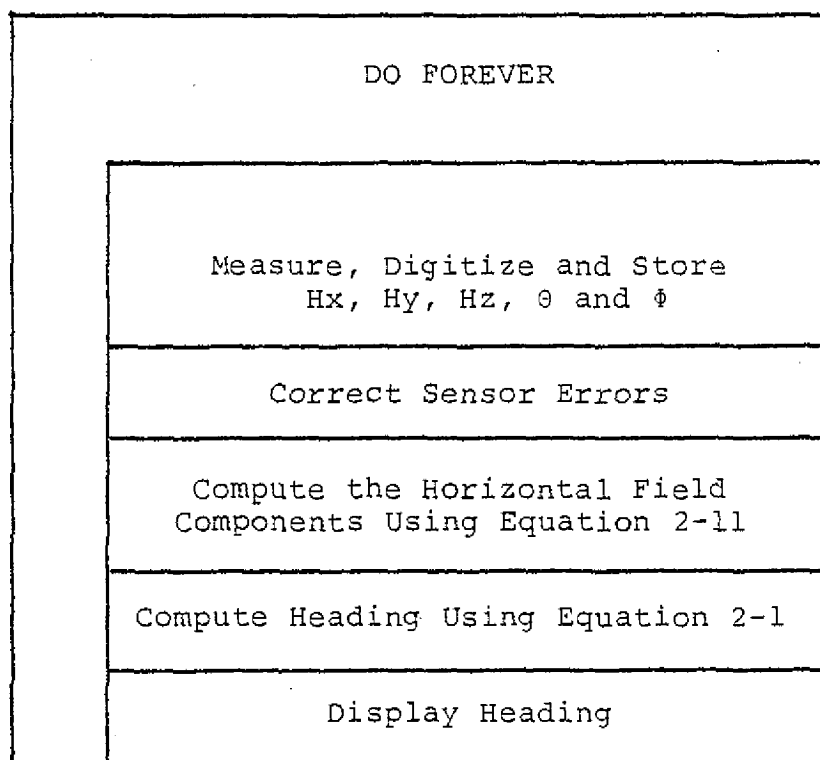 DO FOREVER
Measure, Digitize and Store
Hx, Hy, Hz, Θ and Φ
Correct Sensor Errors
Compute the Horizontal Field
Components Using Equation 2-11
Compute Heading Using Equation 2-1
Display Heading